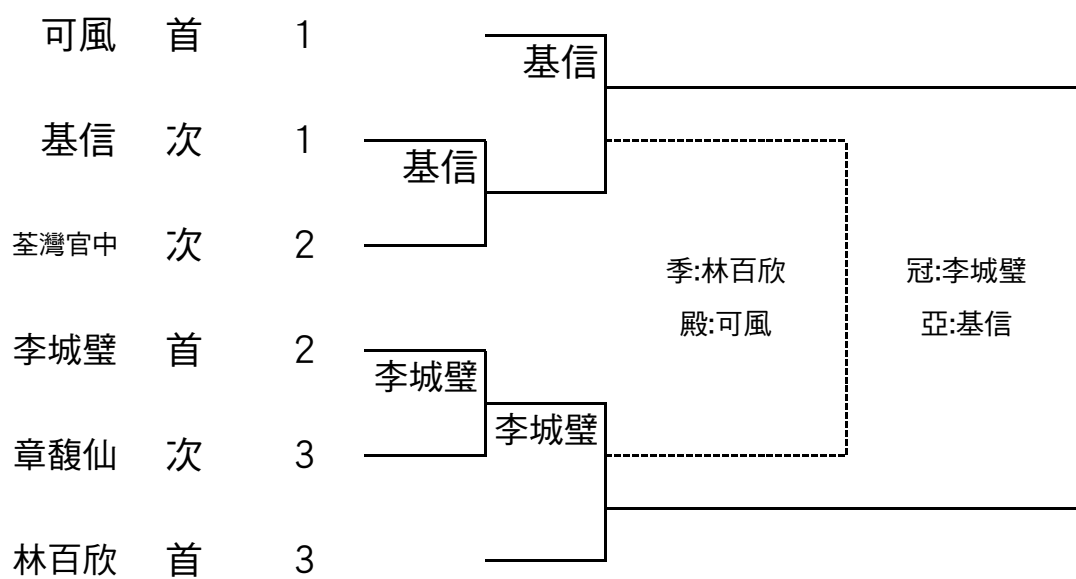 可風 首 1
基信
基信 次 1
基信
荃灣官中 次 2
季:林百欣
冠:李城璧
殿:可風
亞:基信
李城璧 首 2
李城璧
李城璧
章馥仙 次 3
林百欣 首 3